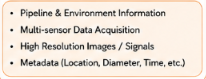 • Pipeline & Environment Information
• Multi-sensor Data Acquisition
• High Resolution Images / Signals
• Metadata (Location, Diameter, Time, etc.)